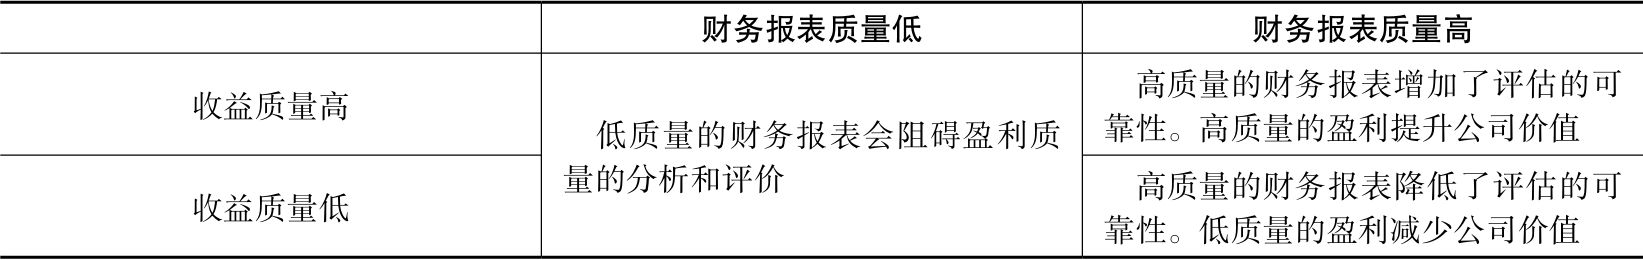 财务报表质量低
财务报表质量高
收益质量高
低质量的财务报表会阻碍盈利质
量的分析和评价
高质量的财务报表增加了评估的可
靠性。高质量的盈利提升公司价值
收益质量低
高质量的财务报表降低了评估的可
靠性。低质量的盈利减少公司价值